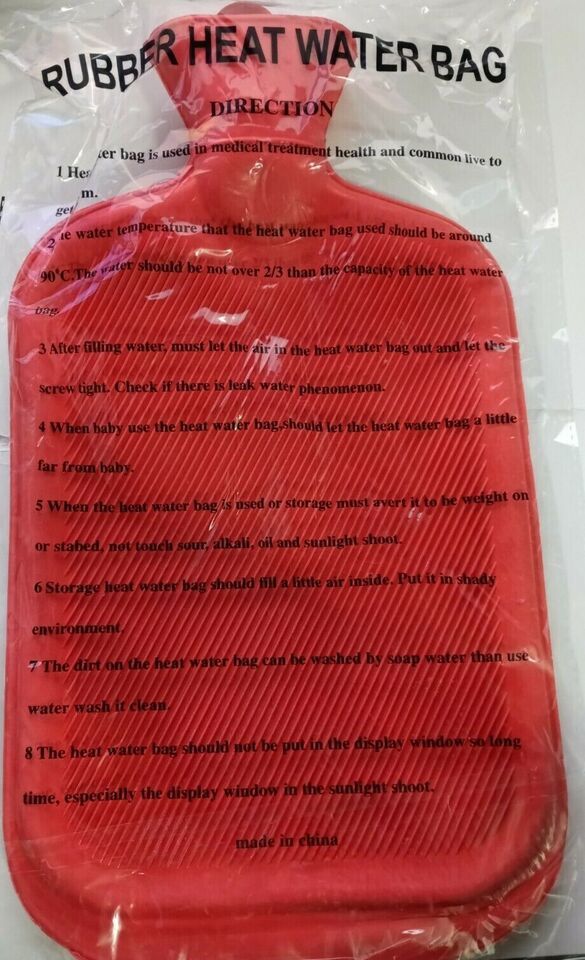 RUBBER HEAT WATER BAG
DIRECTION
1 Hea ter bag is used in medical treatment health and common live to
get m.
2 e water temperature that the heat water bag used should be around
90°C.The water should be not over 2/3 than the capacity of the heat water
bag.
3 After filling water, must let the air in the heat water bag out and let the
screw tight. Check if there is leak water phenomenon.
4 When baby use the heat water bag,should let the heat water bag a little
far from baby.
5 When the heat water bag is used or storage must avert it to be weight on
or stabed, not touch sour, alkali, oil and sunlight shoot.
6 Storage heat water bag should fill a little air inside. Put it in shady
environment.
7 The dirt on the heat water bag can be washed by soap water than use
water wash it clean.
8 The heat water bag should not be put in the display window so long
time, especially the display window in the sunlight shoot.
made in china